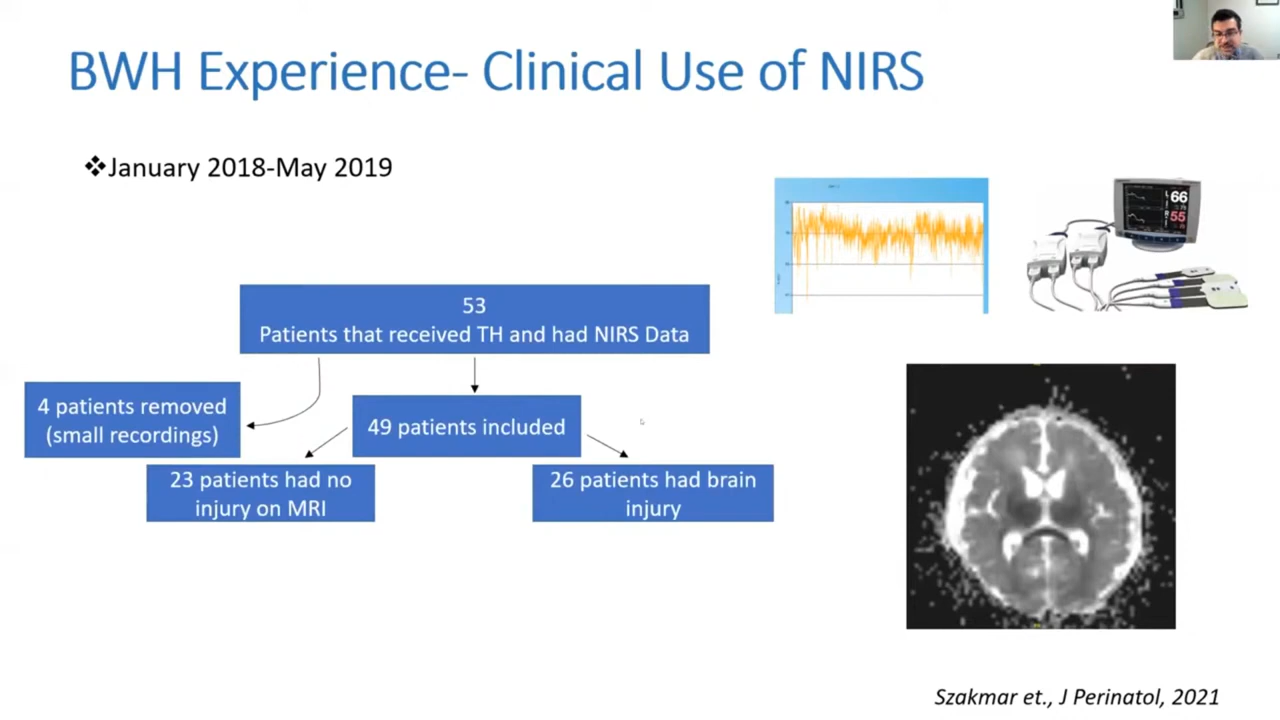 BWH Experience- Clinical Use of NIRS
❖January 2018-May 2019
66
55
53
Patients that received TH and had NIRS Data
4 patients removed
(small recordings)
49 patients included
23 patients had no
injury on MRI
26 patients had brain
injury
Szakmar et., J Perinatol, 2021